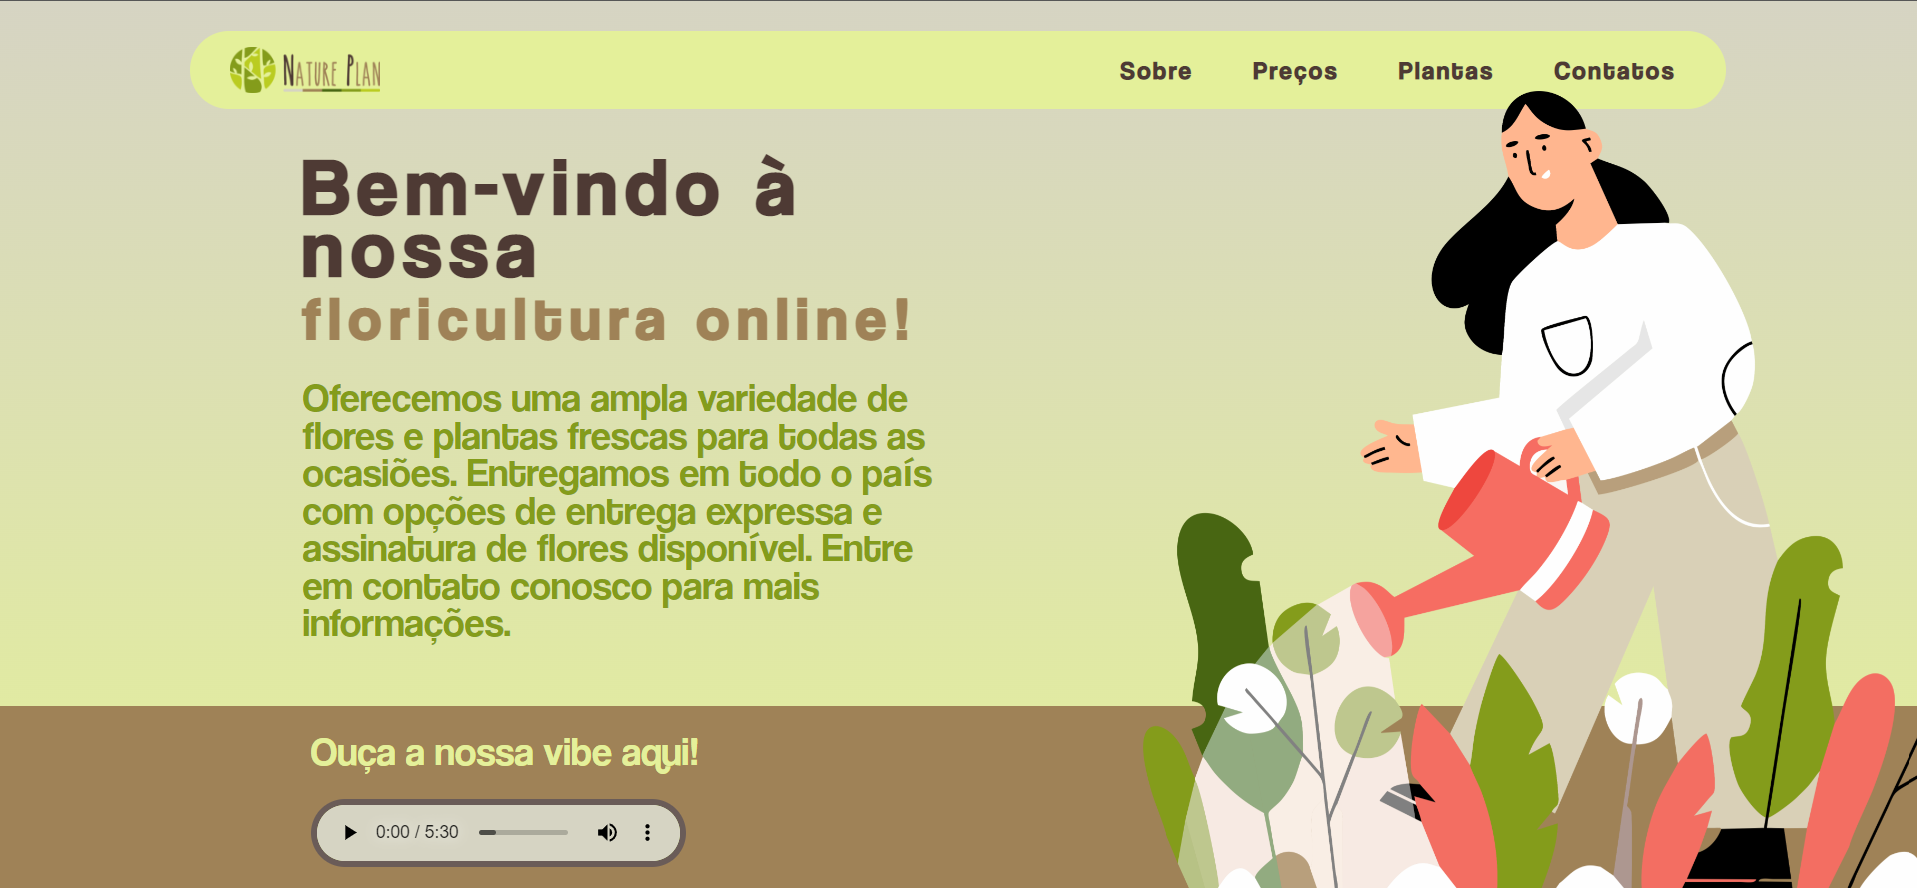 NATURE PLAN
Sobre Preços Plantas Contatos
Bem-vindo à
nossa
floricultura online!
Oferecemos uma ampla variedade de
flores e plantas frescas para todas as
ocasiões. Entregamos em todo o país
com opções de entrega expressa e
assinatura de flores disponível. Entre
em contato conosco para mais
informações.
Ouça a nossa vibe aqui!
0:00 / 5:30